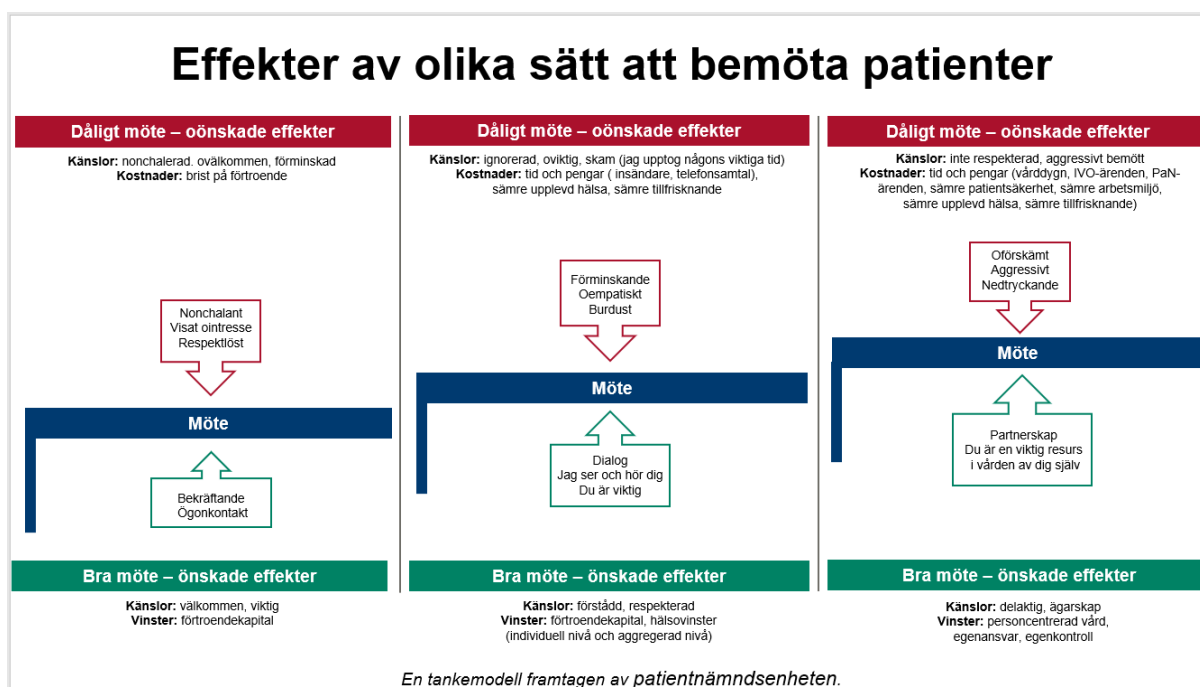 Effekter av olika sätt att bemöta patienter
Dåligt möte – oönskade effekter
Känslor: nonchalerad. ovälkommen, förminskad
Kostnader: brist på förtroende
Nonchalant
Visat ointresse
Respektlöst
Möte
Bekräftande
Ögonkontakt
Bra möte – önskade effekter
Känslor: välkommen, viktig
Vinster: förtroendekapital
Dåligt möte – oönskade effekter
Känslor: ignorerad, oviktig, skam (jag upptog någons viktiga tid)
Kostnader: tid och pengar ( insändare, telefonsamtal),
sämre upplevd hälsa, sämre tillfrisknande
Förminskande
Oempatiskt
Burdust
Möte
Dialog
Jag ser och hör dig
Du är viktig
Bra möte – önskade effekter
Känslor: förstådd, respekterad
Vinster: förtroendekapital, hälsovinster
(individuell nivå och aggregerad nivå)
Dåligt möte – oönskade effekter
Känslor: inte respekterad, aggressivt bemött
Kostnader: tid och pengar (vårddygn, IVO-ärenden, PaN-
ärenden, sämre patientsäkerhet, sämre arbetsmiljö,
sämre upplevd hälsa, sämre tillfrisknande)
Oförskämt
Aggressivt
Nedtryckande
Möte
Partnerskap
Du är en viktig resurs
i vården av dig själv
Bra möte – önskade effekter
Känslor: delaktig, ägarskap
Vinster: personcentrerad vård,
egenansvar, egenkontroll
En tankemodell framtagen av patientnämndsenheten.